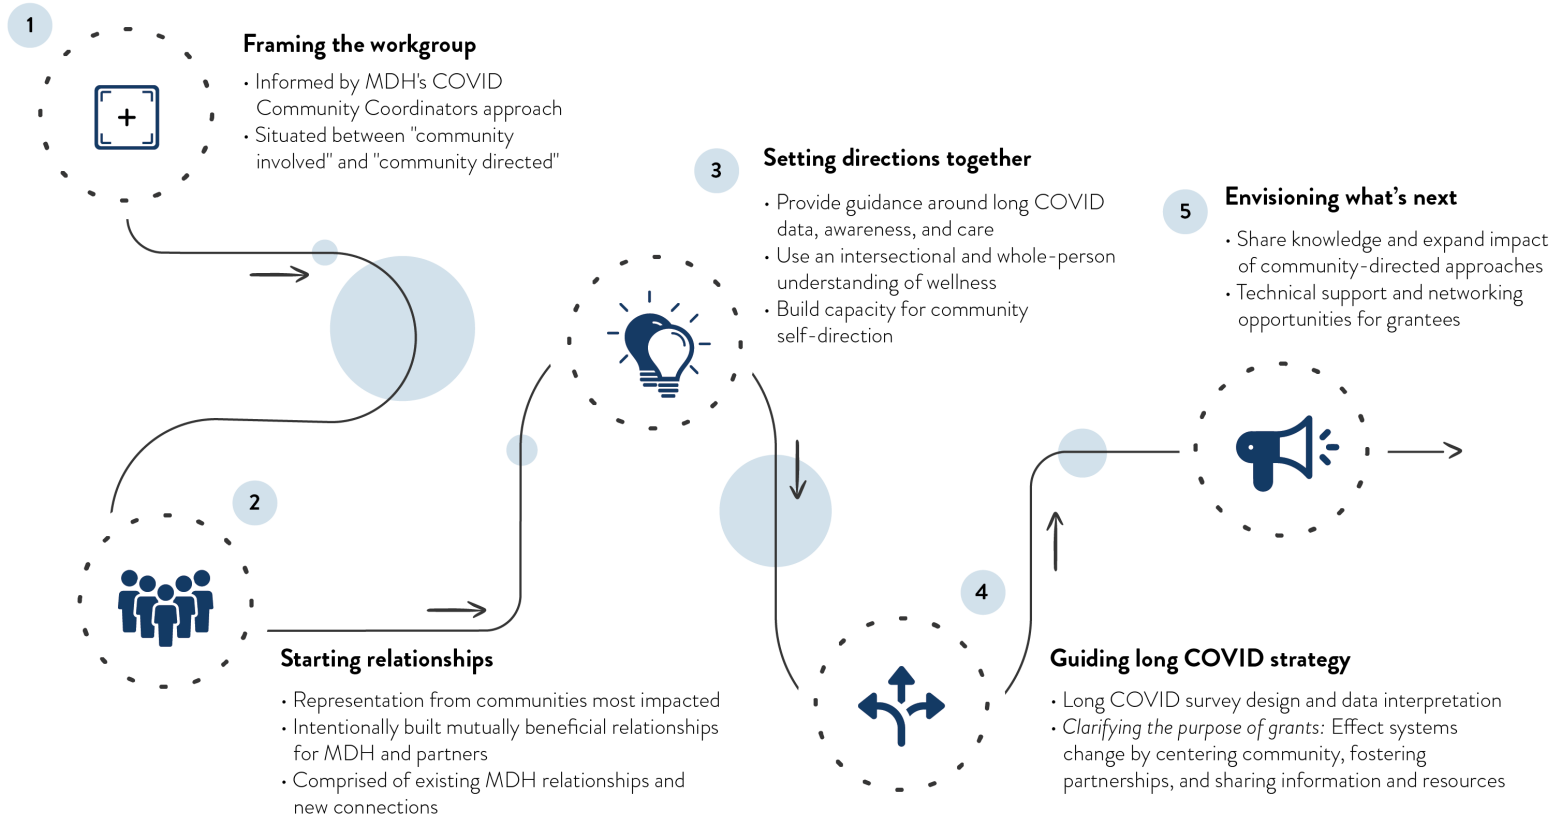 1
Framing the workgroup
• Informed by MDH's COVID
Community Coordinators approach
• Situated between "community
involved" and "community directed"
2
Starting relationships
• Representation from communities most impacted
• Intentionally built mutually beneficial relationships
for MDH and partners
• Comprised of existing MDH relationships and
new connections
3
Setting directions together
• Provide guidance around long COVID
data, awareness, and care
• Use an intersectional and whole-person
understanding of wellness
• Build capacity for community
self-direction
4
Guiding long COVID strategy
• Long COVID survey design and data interpretation
• Clarifying the purpose of grants: Effect systems
change by centering community, fostering
partnerships, and sharing information and resources
5
Envisioning what’s next
• Share knowledge and expand impact
of community-directed approaches
• Technical support and networking
opportunities for grantees